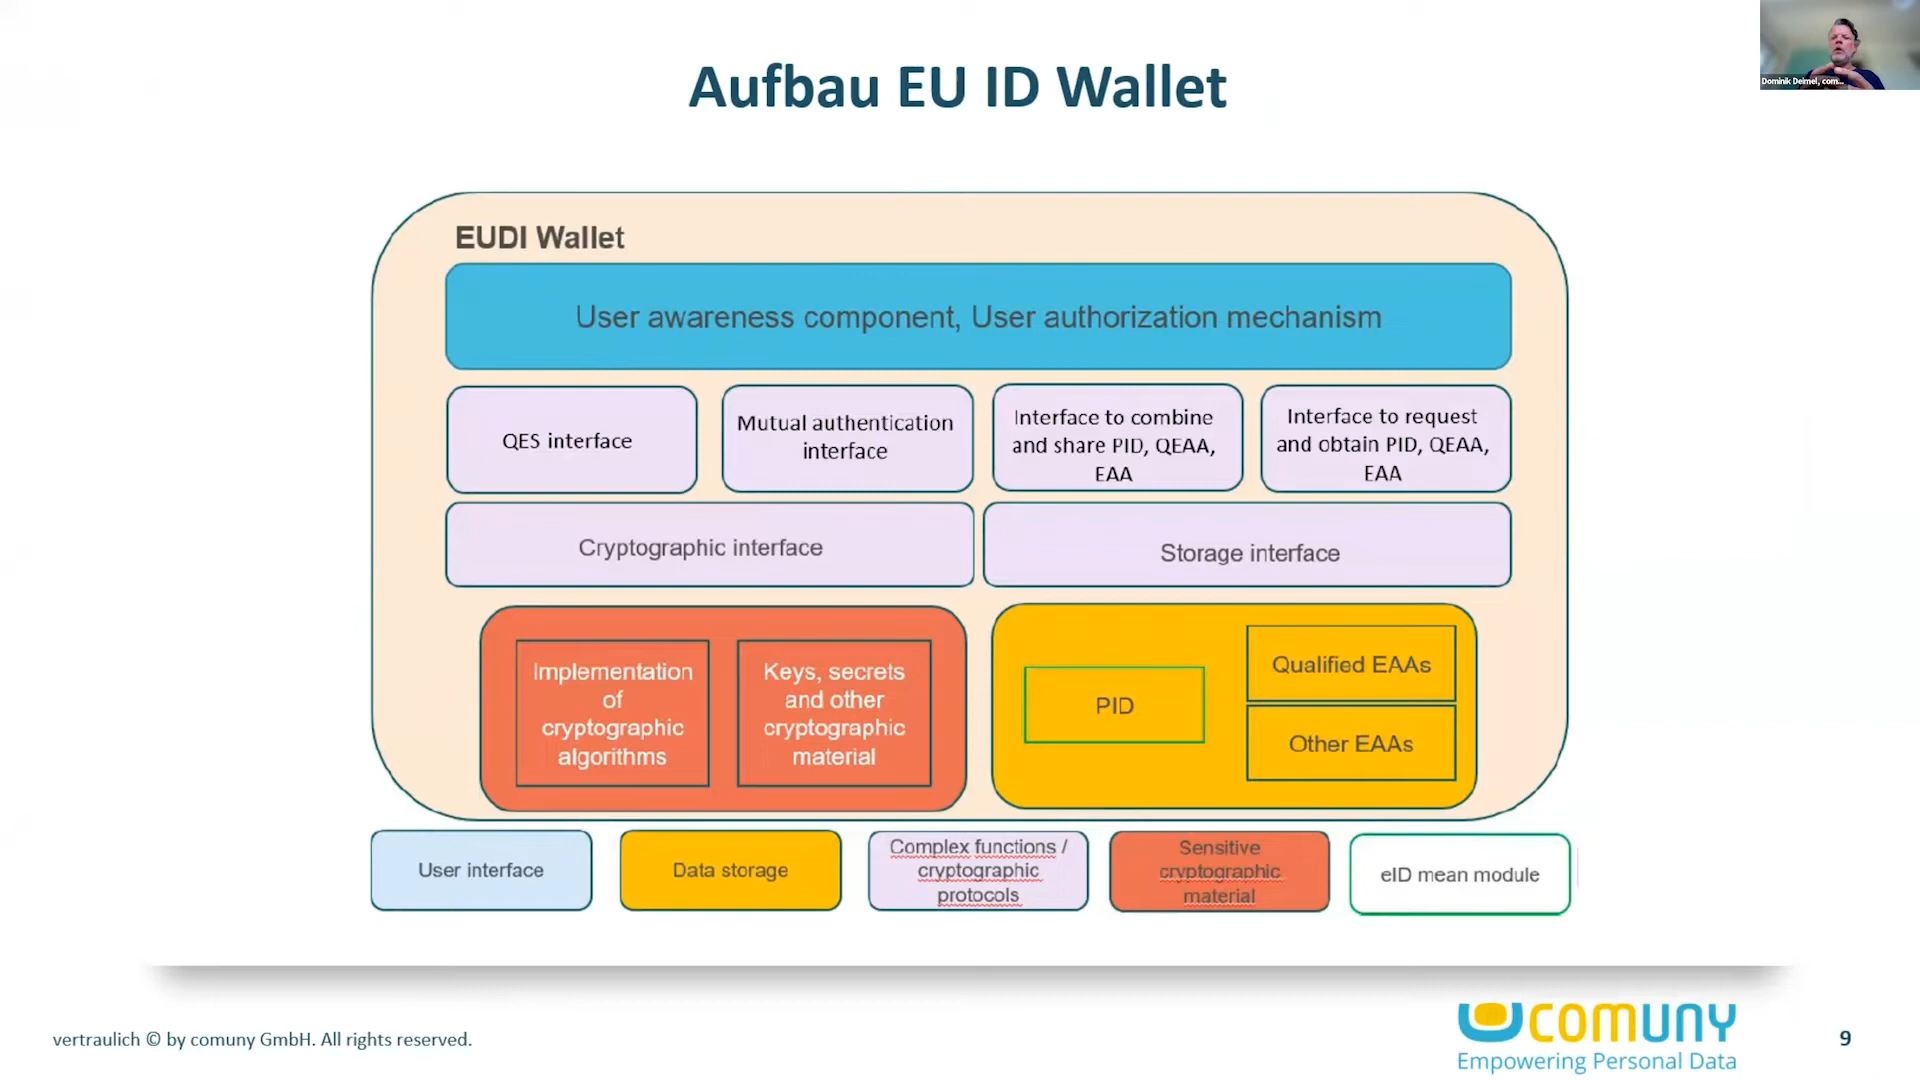 Aufbau EU ID Wallet
Dominik Deimel, com...
EUDI Wallet
User awareness component, User authorization mechanism
QES interface
Mutual authentication
interface
Interface to combine
and share PID, QEAA,
EAA
Interface to request
and obtain PID, QEAA,
EAA
Cryptographic interface
Storage interface
Implementation
of
cryptographic
algorithms
Keys, secrets
and other
cryptographic
material
PID
Qualified EAAs
Other EAAs
User interface
Data storage
Complex functions /
cryptographic
protocols
Sensitive
cryptographic
material
eID mean module
vertraulich © by comuny GmbH. All rights reserved.
comuny
Empowering Personal Data
9